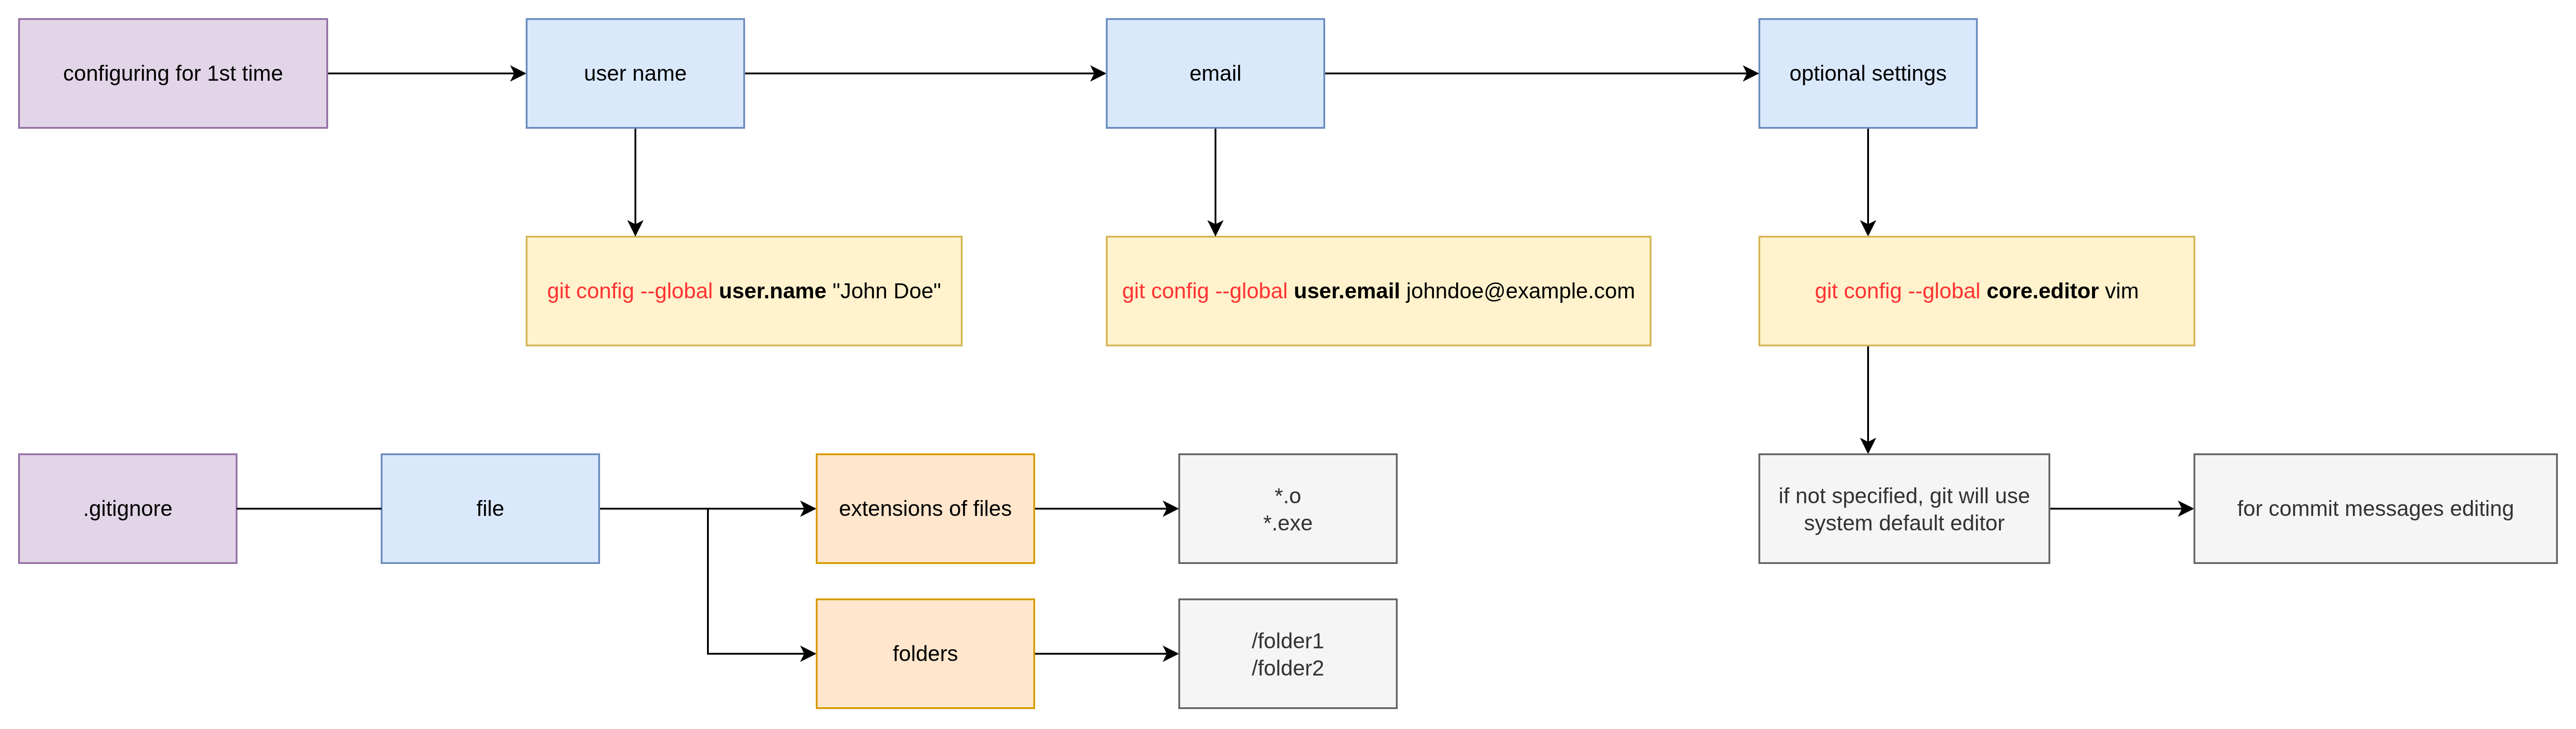 configuring for 1st time
user name
email
optional settings
git config --global user.name "John Doe"
git config --global user.email johndoe@example.com
git config --global core.editor vim
.gitignore
file
extensions of files
*.o
*.exe
if not specified, git will use
system default editor
for commit messages editing
folders
/folder1
/folder2